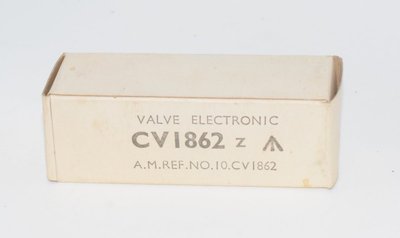 VALVE ELECTRONIC
CV1862 Z
A.M.REF.NO.10.CV1862